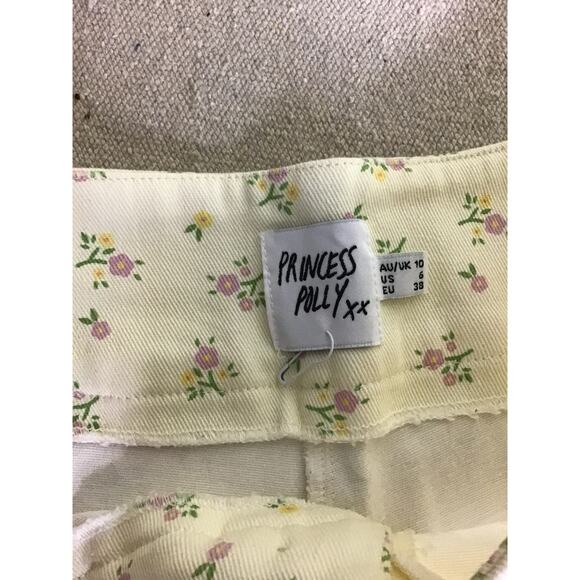 PRINCESS
POLLY xx
AU/UK 10
US 6
EU 38